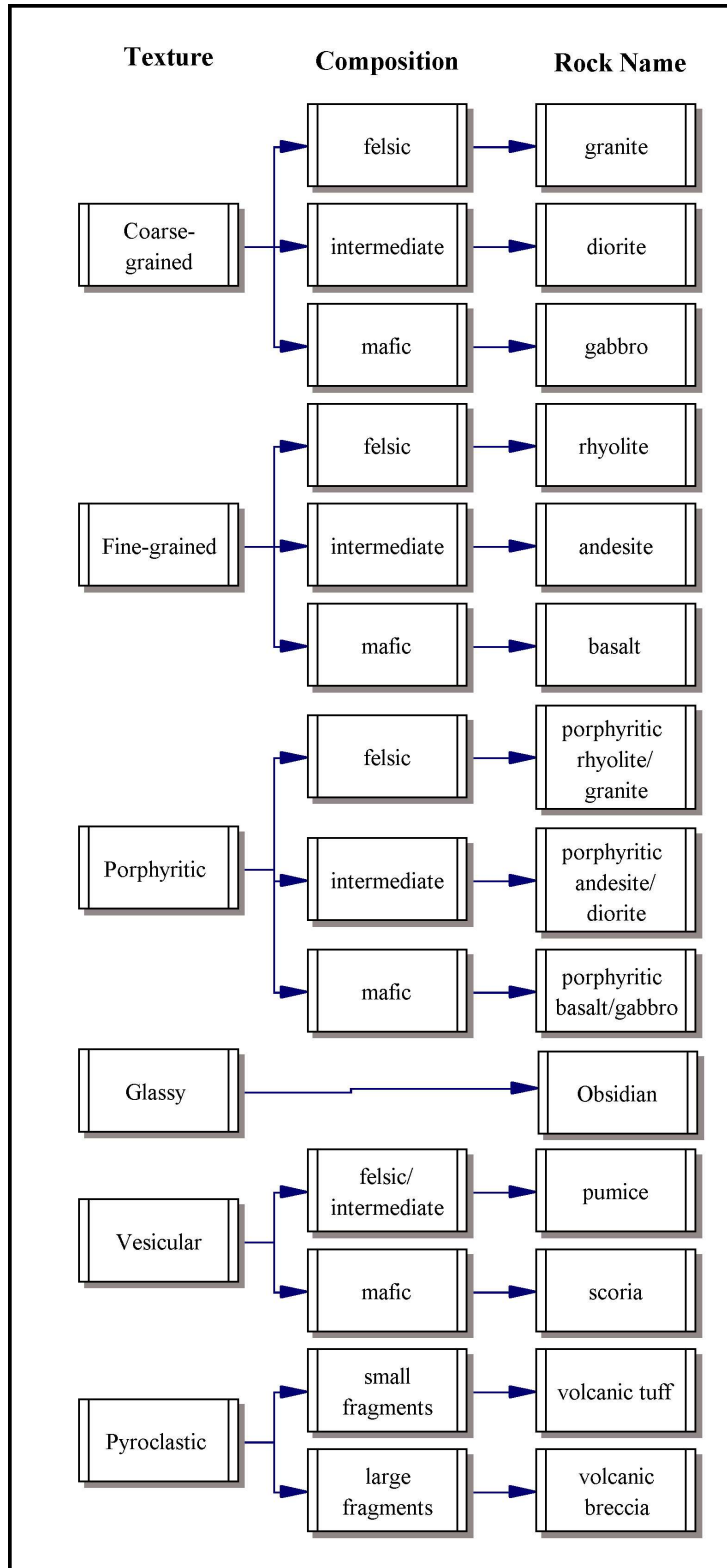 Texture Composition Rock Name
felsic granite
Coarse-
grained
intermediate diorite
mafic gabbro
felsic rhyolite
Fine-grained intermediate andesite
mafic basalt
felsic
porphyritic
rhyolite/
granite
Porphyritic intermediate
porphyritic
andesite/
diorite
mafic
porphyritic
basalt/gabbro
Glassy Obsidian
Vesicular
felsic/
intermediate
pumice
mafic scoria
Pyroclastic
small
fragments
volcanic tuff
large
fragments
volcanic
breccia